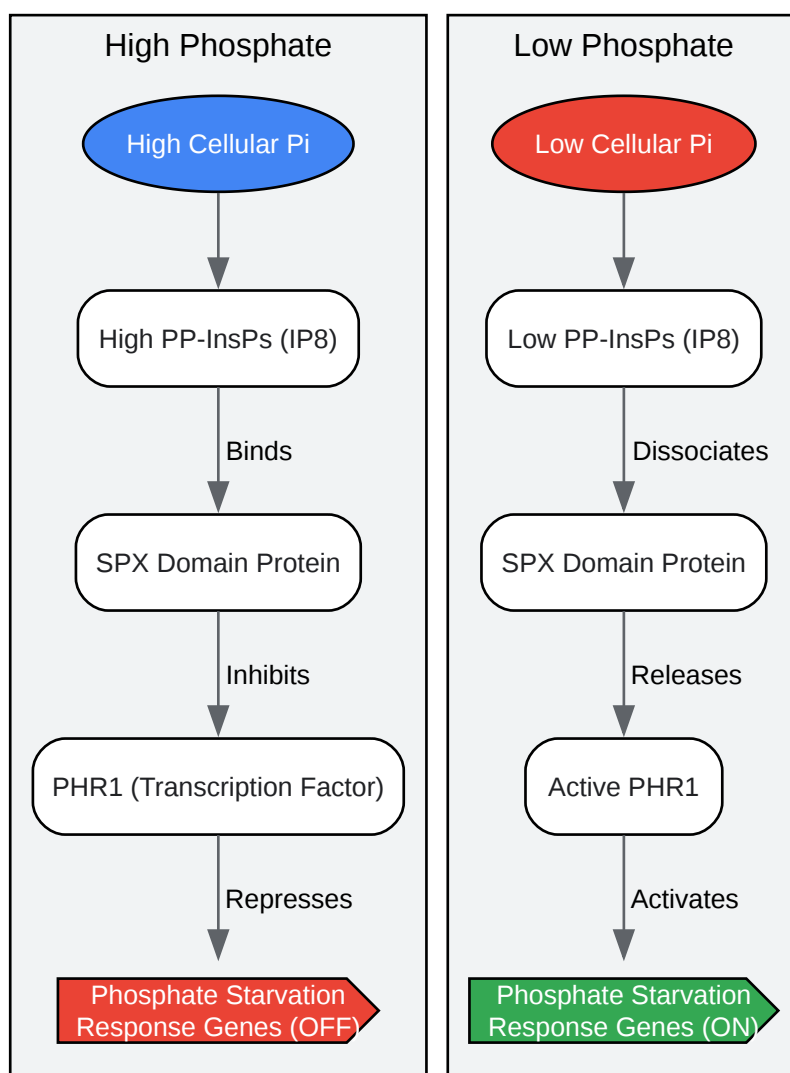 High Phosphate
High Cellular Pi
High PP-InsPs (IP8)
Binds
SPX Domain Protein
Inhibits
PHR1 (Transcription Factor)
Represses
Phosphate Starvation
Response Genes (OFF)
Low Phosphate
Low Cellular Pi
Low PP-InsPs (IP8)
Dissociates
SPX Domain Protein
Releases
Active PHR1
Activates
Phosphate Starvation
Response Genes (ON)